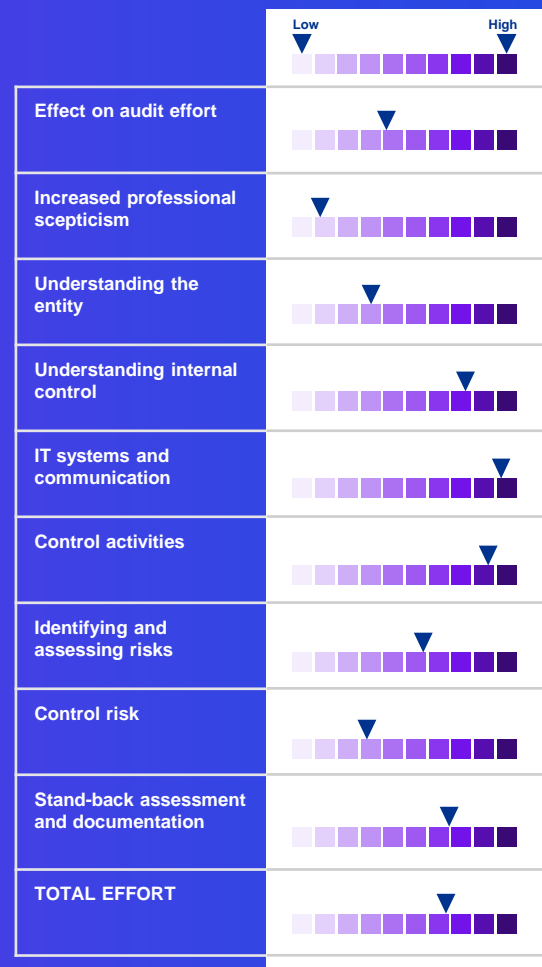 Low High
Effect on audit effort
Increased professional
scepticism
Understanding the
entity
Understanding internal
control
IT systems and
communication
Control activities
Identifying and
assessing risks
Control risk
Stand-back assessment
and documentation
TOTAL EFFORT